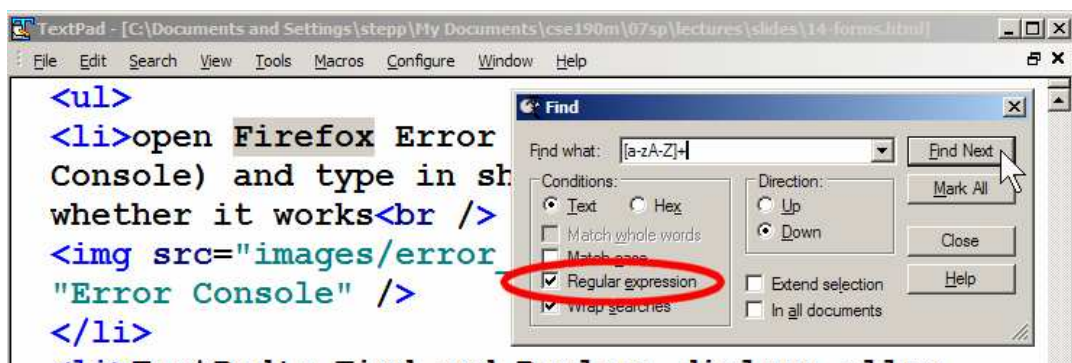 TextPad - [C:\Documents and Settings\stepp\My Documents\cse190m\07sp\lectures\slides\14-forms.html]
File Edit Search View Tools Macros Configure Window Help
<ul>
<li>open Firefox Error
Console) and type in sh
whether it works<br />
<img src="images/error_
"Error Console" />
</li>
Find
Find what: [a-zA-Z]+
Find Next
Conditions:
Text Hex
Match whole words
Match case
Regular expression
Wrap searches
Direction:
Up
Down
Extend selection
In all documents
Mark All
Close
Help